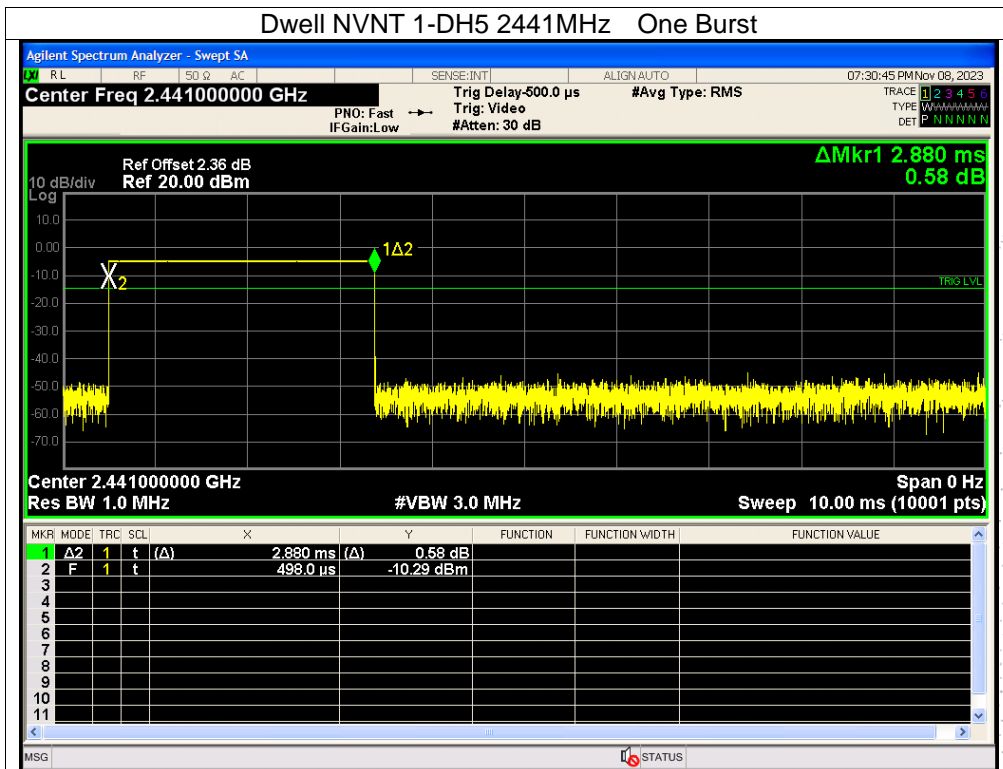 Dwell NVNT 1-DH5 2441MHz One Burst
Agilent Spectrum Analyzer - Swept SA
LXI RL RF 50 Ω AC SENSE:INT ALIGN AUTO 07:30:45 PM Nov 08, 2023
Center Freq 2.441000000 GHz
PNO: Fast
IFGain:Low
Trig Delay-500.0 µs
Trig: Video
#Atten: 30 dB
#Avg Type: RMS
TRACE 1 2 3 4 5 6
TYPE WWWWWW
DET P N N N N N
ΔMkr1 2.880 ms
0.58 dB
Ref Offset 2.36 dB
10 dB/div Ref 20.00 dBm
Log
10.0
0.00
-10.0
-20.0
-30.0
-40.0
-50.0
-60.0
-70.0
1Δ2
X2
TRIG LVL
Center 2.441000000 GHz Span 0 Hz
Res BW 1.0 MHz #VBW 3.0 MHz Sweep 10.00 ms (10001 pts)
MKR MODE TRC SCL X Y FUNCTION FUNCTION WIDTH FUNCTION VALUE
1 Δ2 1 t (Δ) 2.880 ms (Δ) 0.58 dB
2 F 1 t 498.0 µs -10.29 dBm
3
4
5
6
7
8
9
10
11
MSG STATUS